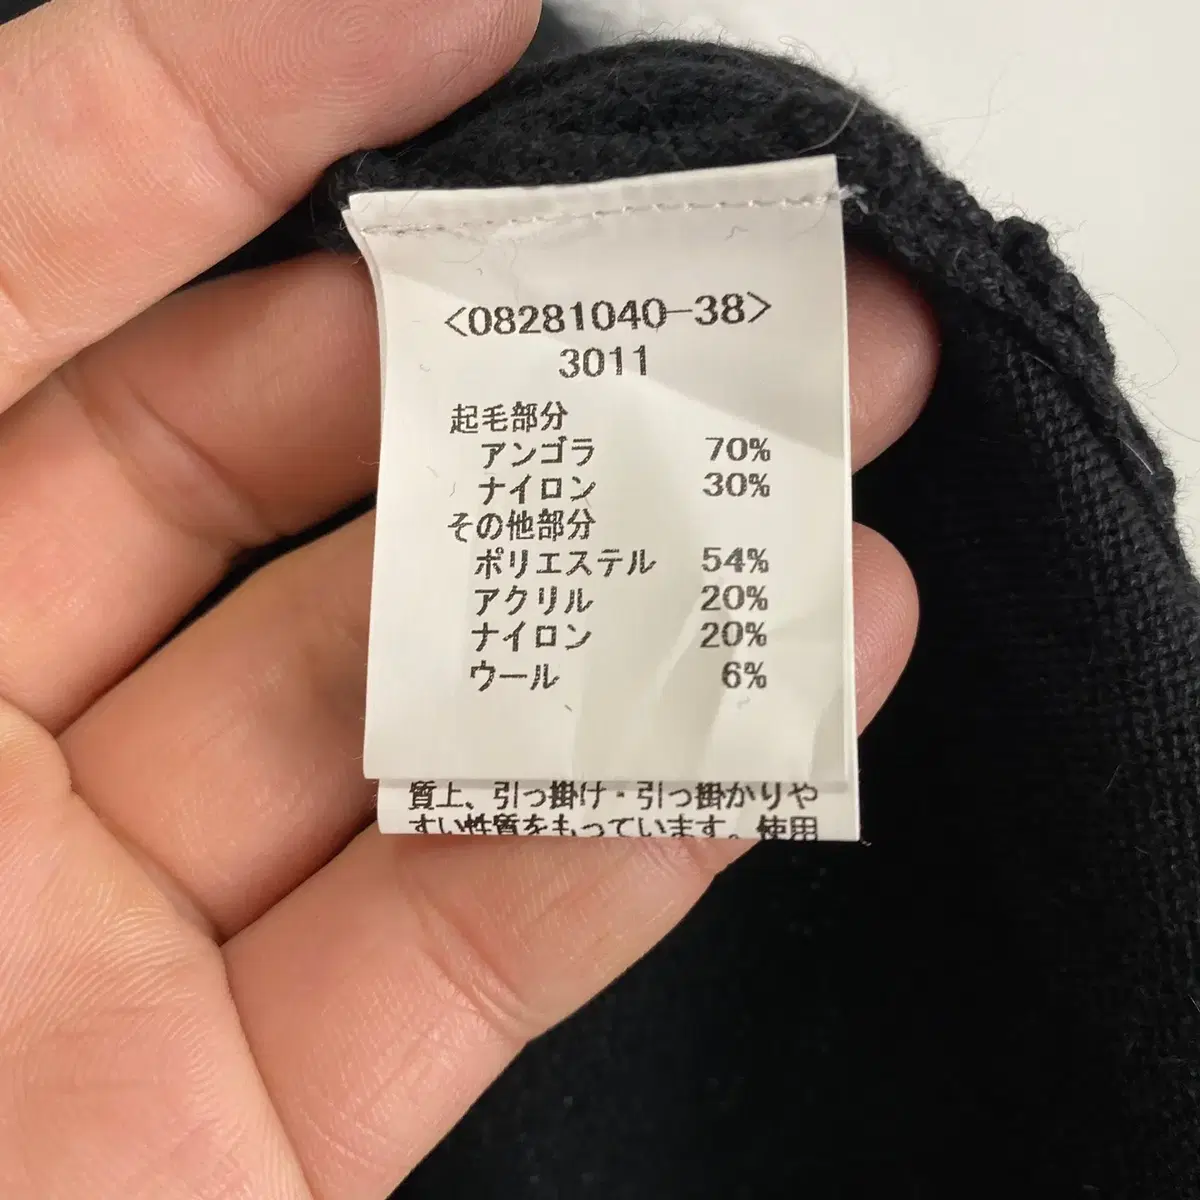 <08281040-38>
3011
起毛部分
アンゴラ 70%
ナイロン 30%
その他部分
ポリエステル 54%
アクリル 20%
ナイロン 20%
ウール 6%
質上、引っ掛け・引っ掛かりや
すい性質をもっています。使用